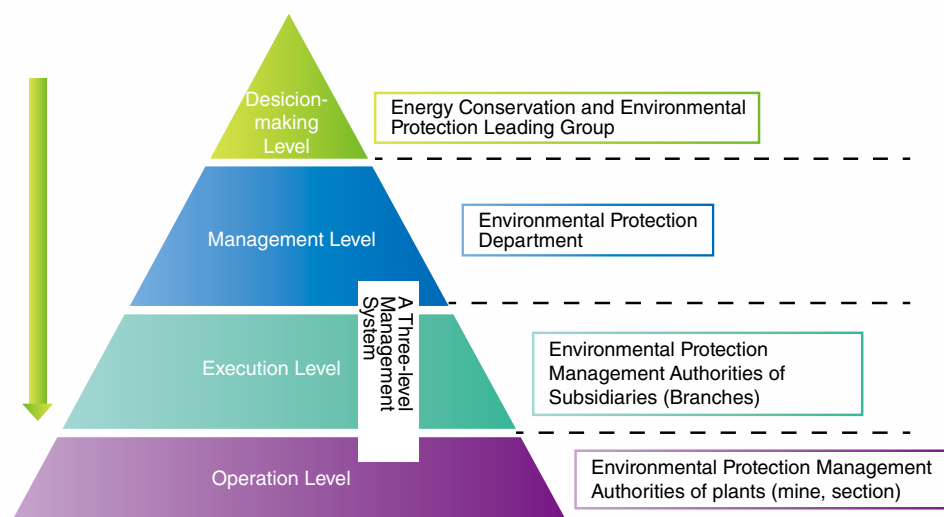 Desicion-
making
Level
Energy Conservation and Environmental
Protection Leading Group
Management Level
Environmental Protection
Department
A Three-level
Management
System
Execution Level
Environmental Protection
Management Authorities of
Subsidiaries (Branches)
Operation Level
Environmental Protection Management
Authorities of plants (mine, section)